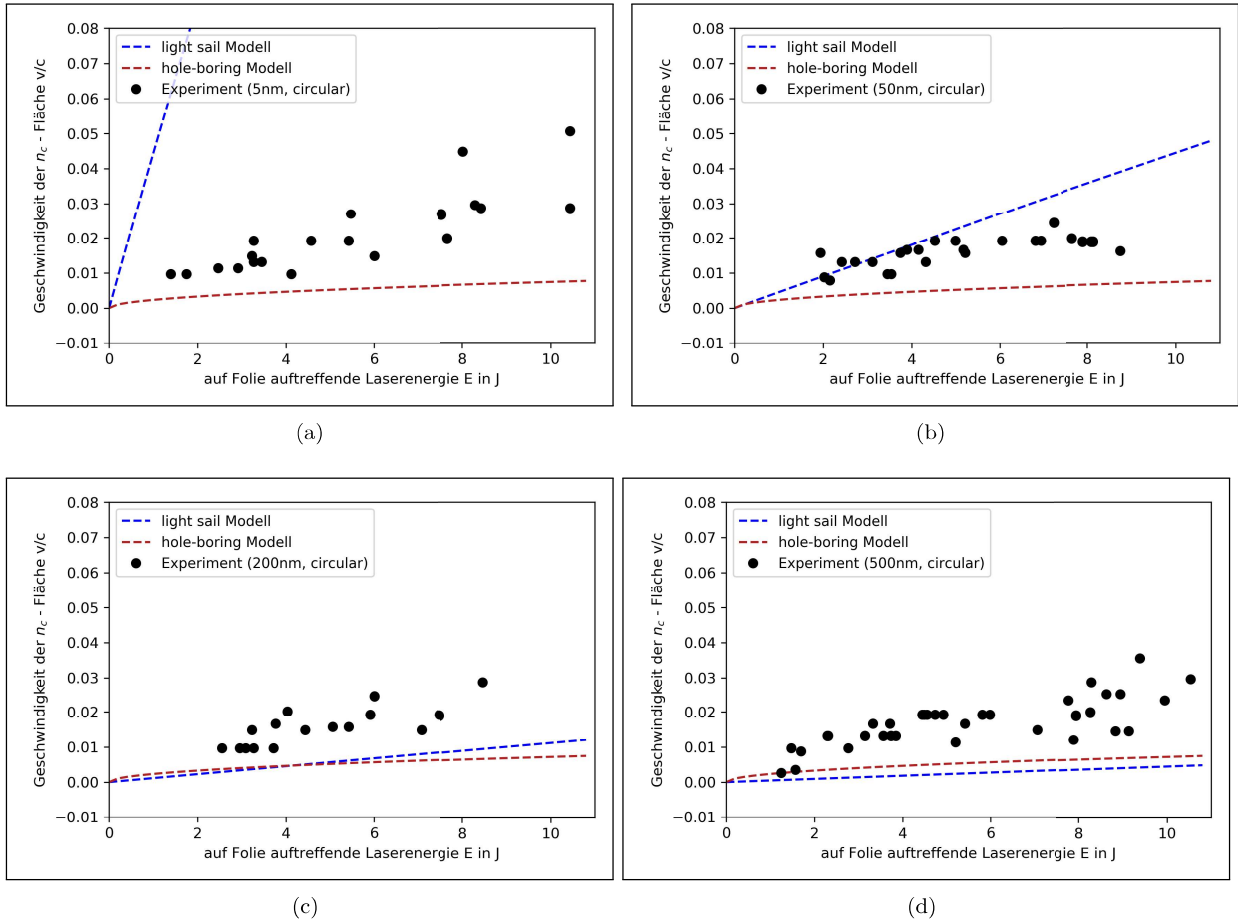 0.08
0.07
0.06
0.05
0.04
0.03
0.02
0.01
0.00
−0.01
Geschwindigkeit der n_c - Fläche v/c
light sail Modell
hole-boring Modell
Experiment (5nm, circular)
0 2 4 6 8 10
auf Folie auftreffende Laserenergie E in J
(a)
0.08
0.07
0.06
0.05
0.04
0.03
0.02
0.01
0.00
−0.01
Geschwindigkeit der n_c - Fläche v/c
light sail Modell
hole-boring Modell
Experiment (50nm, circular)
0 2 4 6 8 10
auf Folie auftreffende Laserenergie E in J
(b)
0.08
0.07
0.06
0.05
0.04
0.03
0.02
0.01
0.00
−0.01
Geschwindigkeit der n_c - Fläche v/c
light sail Modell
hole-boring Modell
Experiment (200nm, circular)
0 2 4 6 8 10
auf Folie auftreffende Laserenergie E in J
(c)
0.08
0.07
0.06
0.05
0.04
0.03
0.02
0.01
0.00
−0.01
Geschwindigkeit der n_c - Fläche v/c
light sail Modell
hole-boring Modell
Experiment (500nm, circular)
0 2 4 6 8 10
auf Folie auftreffende Laserenergie E in J
(d)